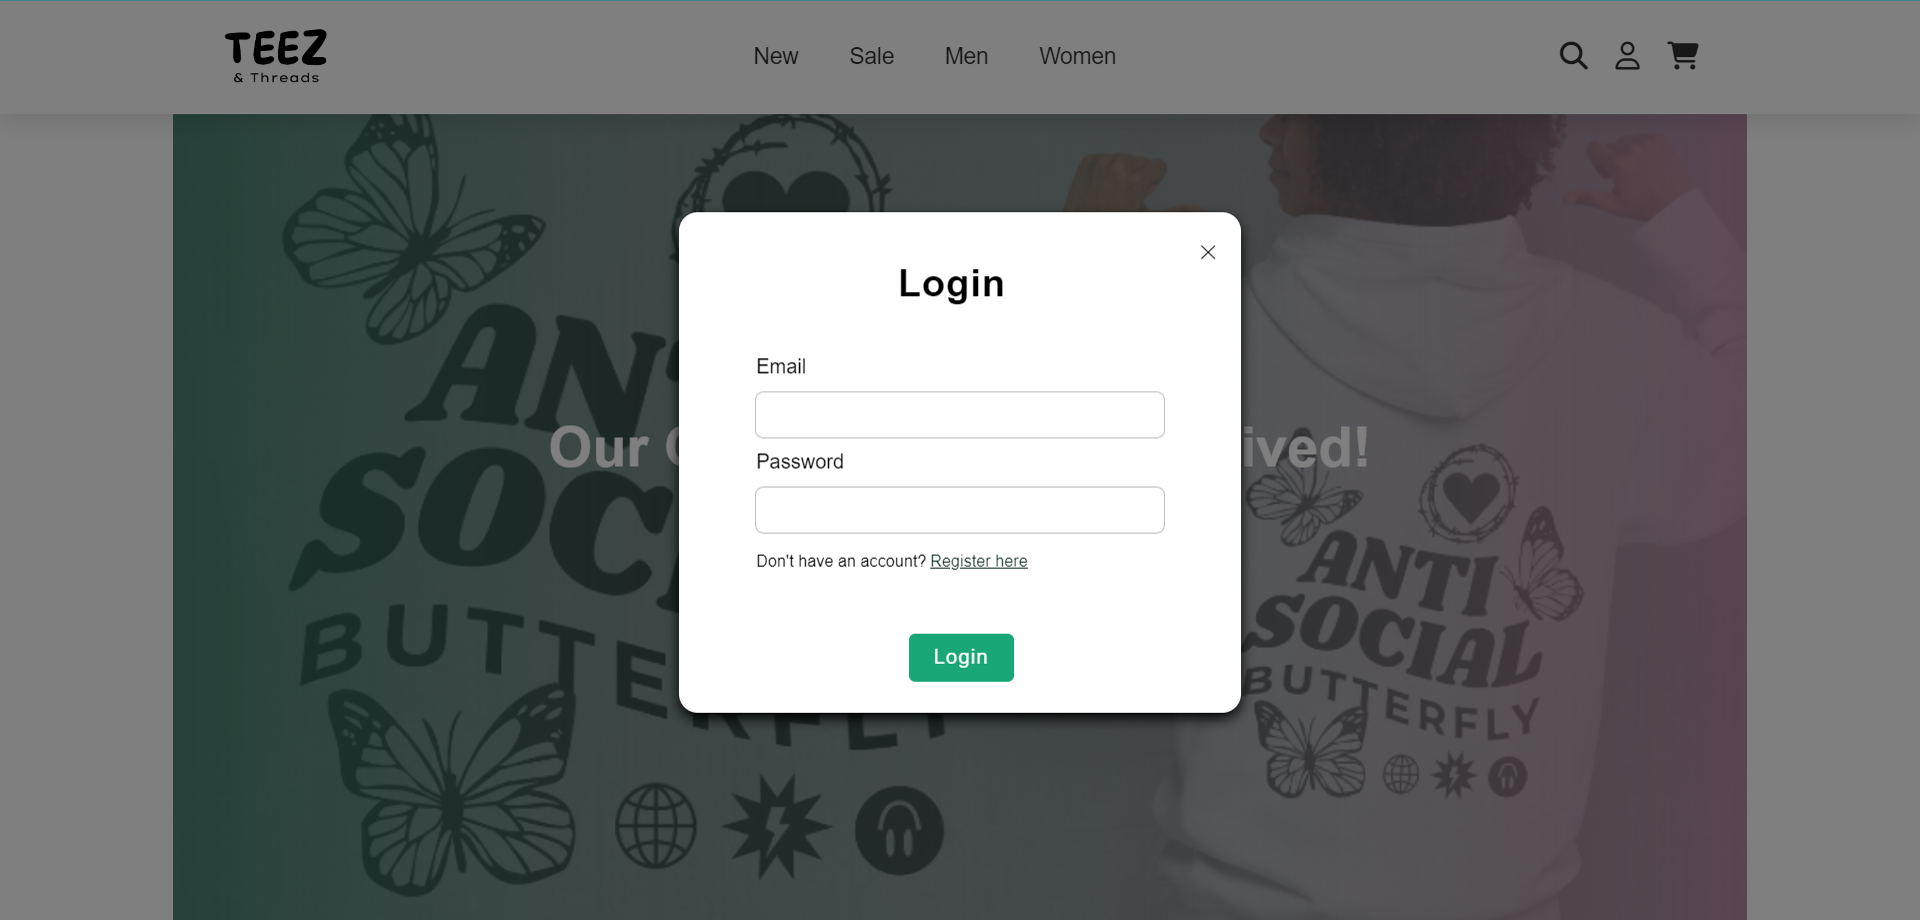 TEEZ
& Threads
New Sale Men Women
Login
Email
Password
Don't have an account? Register here
Login
Our
ived!
ANTI
SOCIAL
BUTTERFLY
ANTI
SOCIAL
BUTTERFLY